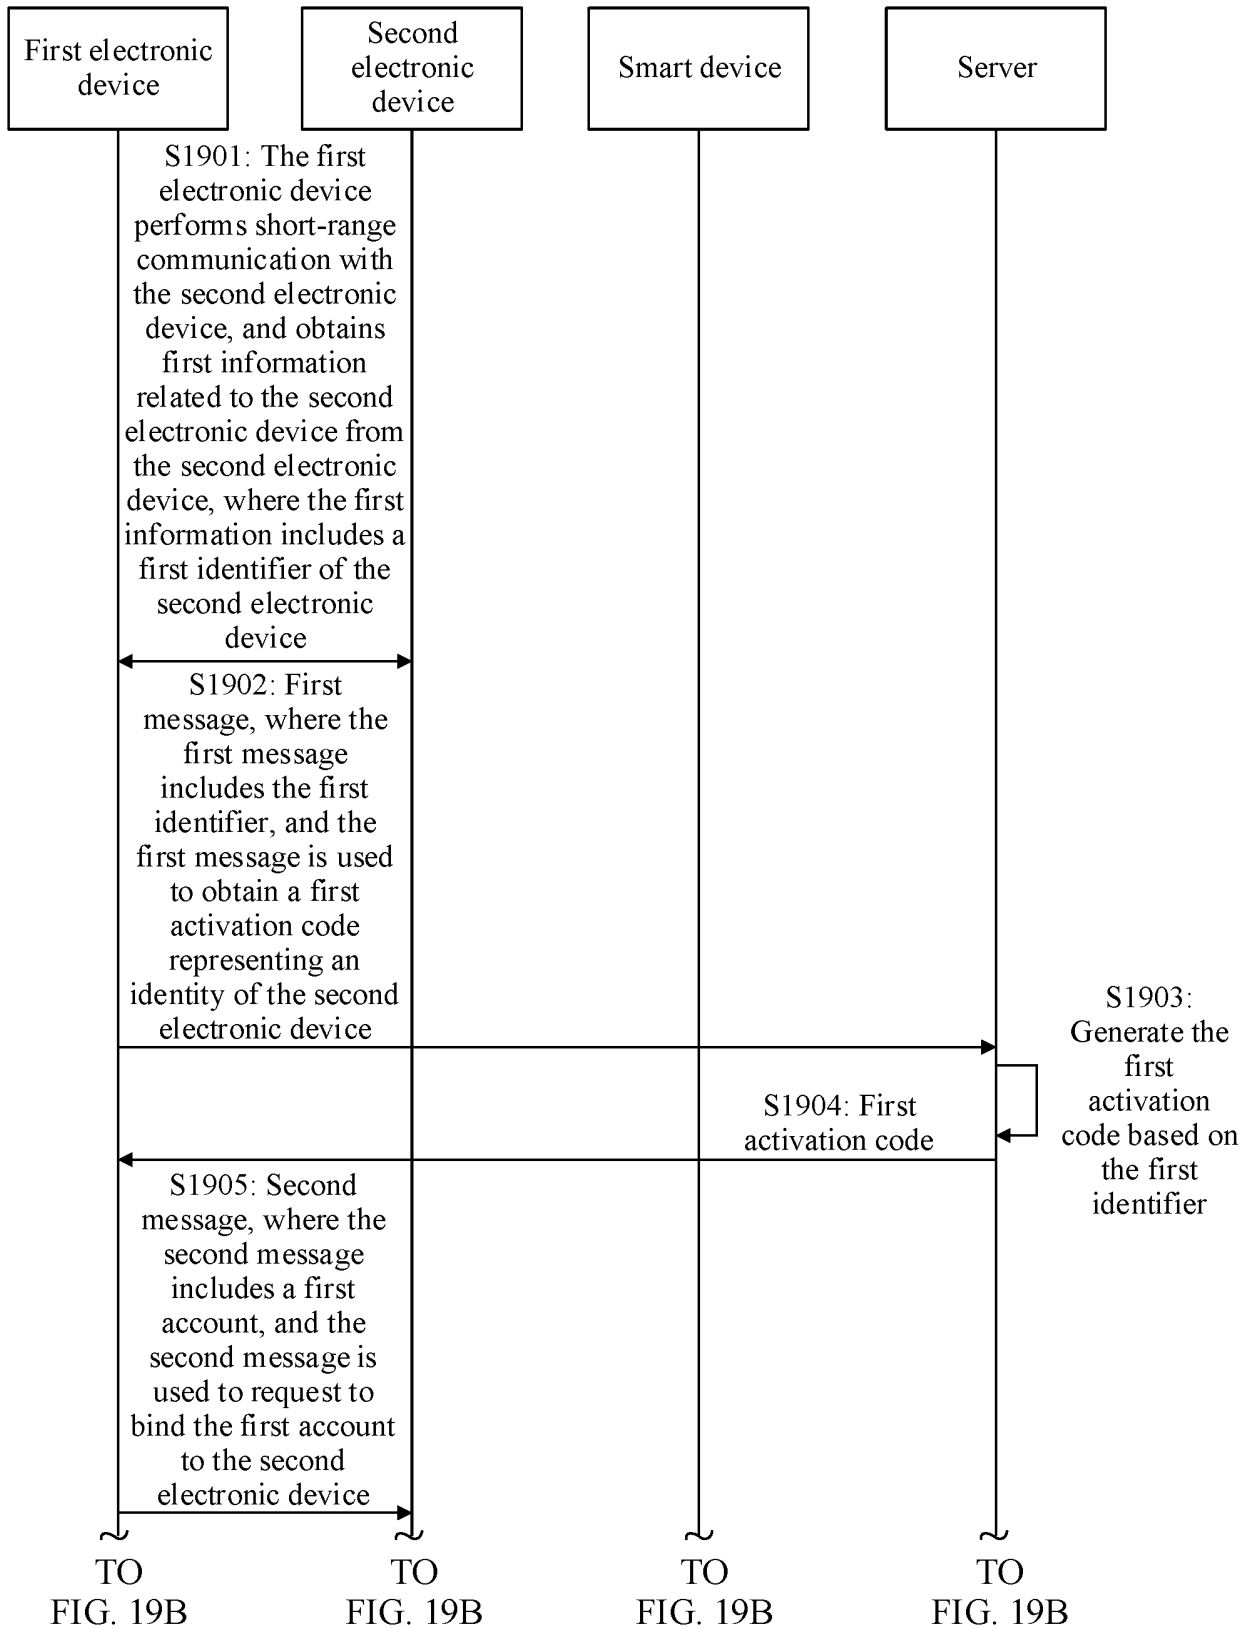 First electronic
device
Second
electronic
device
Smart device
Server
S1901: The first
electronic device
performs short-range
communication with
the second electronic
device, and obtains
first information
related to the second
electronic device from
the second electronic
device, where the first
information includes a
first identifier of the
second electronic
device
S1902: First
message, where the
first message
includes the first
identifier, and the
first message is used
to obtain a first
activation code
representing an
identity of the second
electronic device
S1903:
Generate the
first
activation
code based on
the first
identifier
S1904: First
activation code
S1905: Second
message, where the
second message
includes a first
account, and the
second message is
used to request to
bind the first account
to the second
electronic device
TO
FIG. 19B
TO
FIG. 19B
TO
FIG. 19B
TO
FIG. 19B